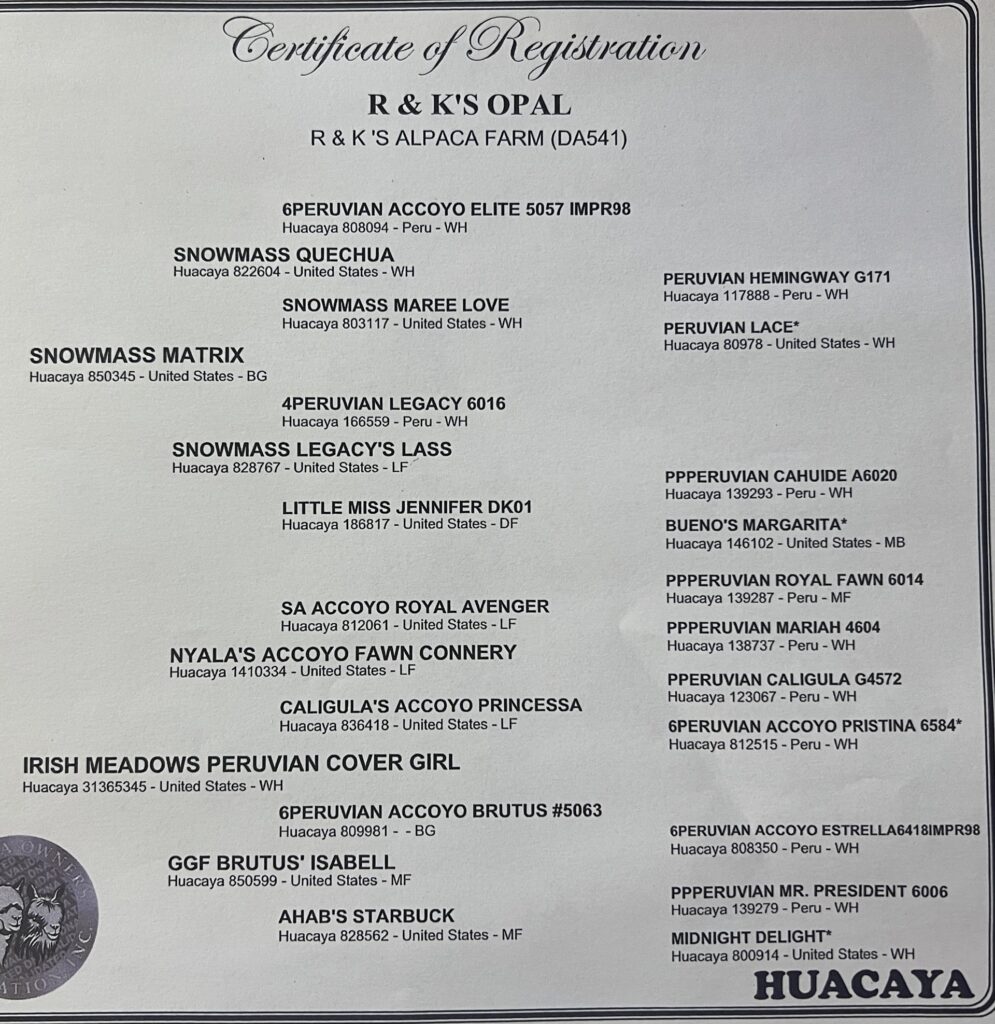 Certificate of Registration
R & K'S OPAL
R & K 'S ALPACA FARM (DA541)
6PERUVIAN ACCOYO ELITE 5057 IMPR98
Huacaya 808094 - Peru - WH
SNOWMASS QUECHUA
Huacaya 822604 - United States - WH
PERUVIAN HEMINGWAY G171
Huacaya 117888 - Peru - WH
SNOWMASS MAREE LOVE
Huacaya 803117 - United States - WH
PERUVIAN LACE*
Huacaya 80978 - United States - WH
SNOWMASS MATRIX
Huacaya 850345 - United States - BG
4PERUVIAN LEGACY 6016
Huacaya 166559 - Peru - WH
SNOWMASS LEGACY'S LASS
Huacaya 828767 - United States - LF
PPPERUVIAN CAHUIDE A6020
Huacaya 139293 - Peru - WH
LITTLE MISS JENNIFER DK01
Huacaya 186817 - United States - DF
BUENO'S MARGARITA*
Huacaya 146102 - United States - MB
PPPERUVIAN ROYAL FAWN 6014
Huacaya 139287 - Peru - MF
SA ACCOYO ROYAL AVENGER
Huacaya 812061 - United States - LF
PPPERUVIAN MARIAH 4604
Huacaya 138737 - Peru - WH
NYALA'S ACCOYO FAWN CONNERY
Huacaya 1410334 - United States - LF
PPERUVIAN CALIGULA G4572
Huacaya 123067 - Peru - WH
CALIGULA'S ACCOYO PRINCESSA
Huacaya 836418 - United States - LF
6PERUVIAN ACCOYO PRISTINA 6584*
Huacaya 812515 - Peru - WH
IRISH MEADOWS PERUVIAN COVER GIRL
Huacaya 31365345 - United States - WH
6PERUVIAN ACCOYO BRUTUS #5063
Huacaya 809981 - - BG
6PERUVIAN ACCOYO ESTRELLA6418IMPR98
Huacaya 808350 - Peru - WH
GGF BRUTUS' ISABELL
Huacaya 850599 - United States - MF
PPPERUVIAN MR. PRESIDENT 6006
Huacaya 139279 - Peru - WH
AHAB'S STARBUCK
Huacaya 828562 - United States - MF
MIDNIGHT DELIGHT*
Huacaya 800914 - United States - WH
OWNERS
INC.
HUACAYA